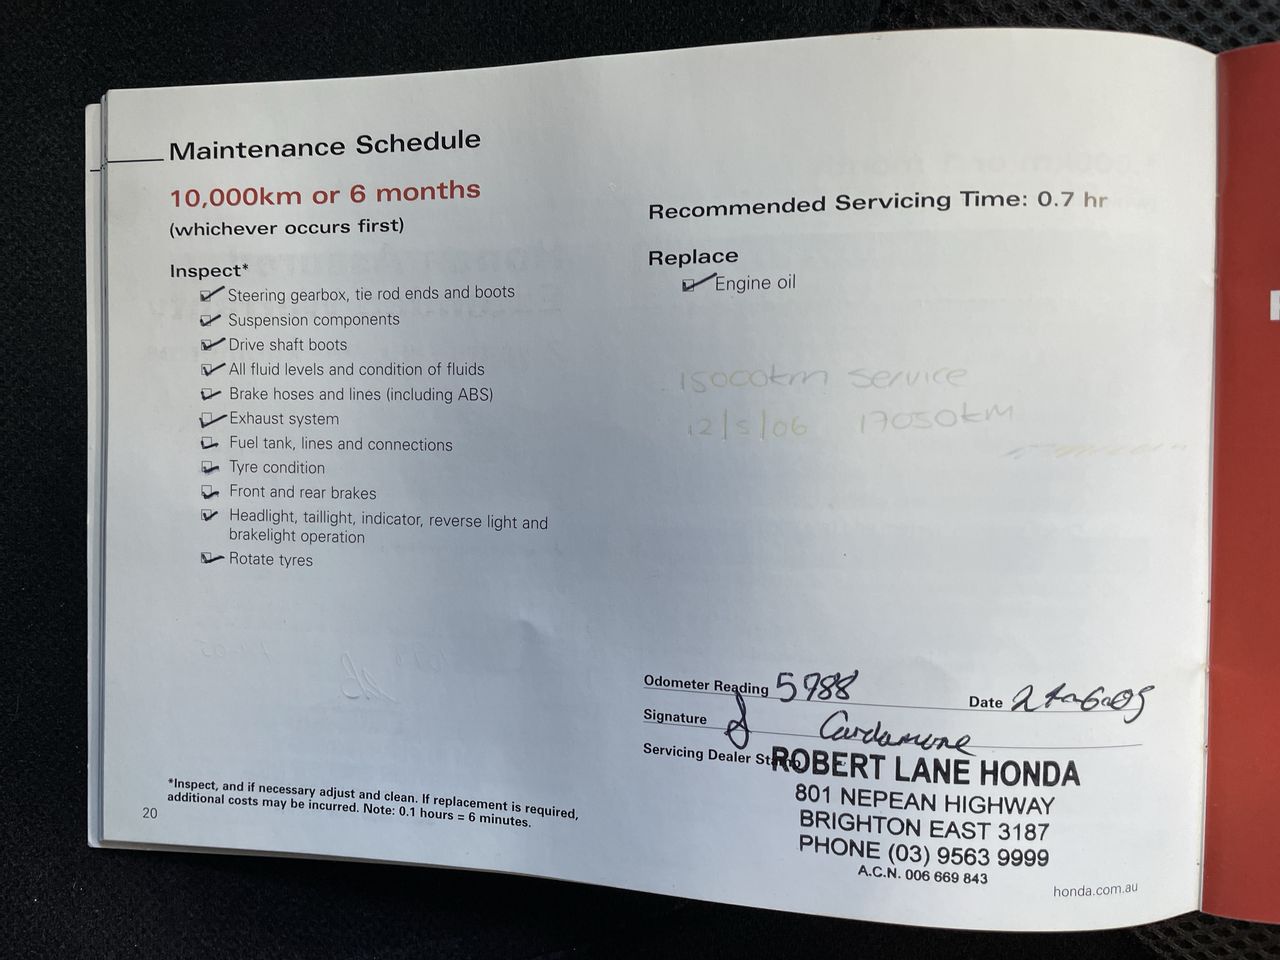 Maintenance Schedule
10,000km or 6 months
(whichever occurs first)
Inspect*
Steering gearbox, tie rod ends and boots
Suspension components
Drive shaft boots
All fluid levels and condition of fluids
Brake hoses and lines (including ABS)
Exhaust system
Fuel tank, lines and connections
Tyre condition
Front and rear brakes
Headlight, taillight, indicator, reverse light and
brakelight operation
Rotate tyres
*Inspect, and if necessary adjust and clean. If replacement is required,
additional costs may be incurred. Note: 0.1 hours = 6 minutes.
20
Recommended Servicing Time: 0.7 hr
Replace
Engine oil
15000km service
12/5/06 17050km
Odometer Reading 5988
Date
Signature Cardamone
Servicing Dealer
ROBERT LANE HONDA
801 NEPEAN HIGHWAY
BRIGHTON EAST 3187
PHONE (03) 9563 9999
A.C.N. 006 669 843
honda.com.au